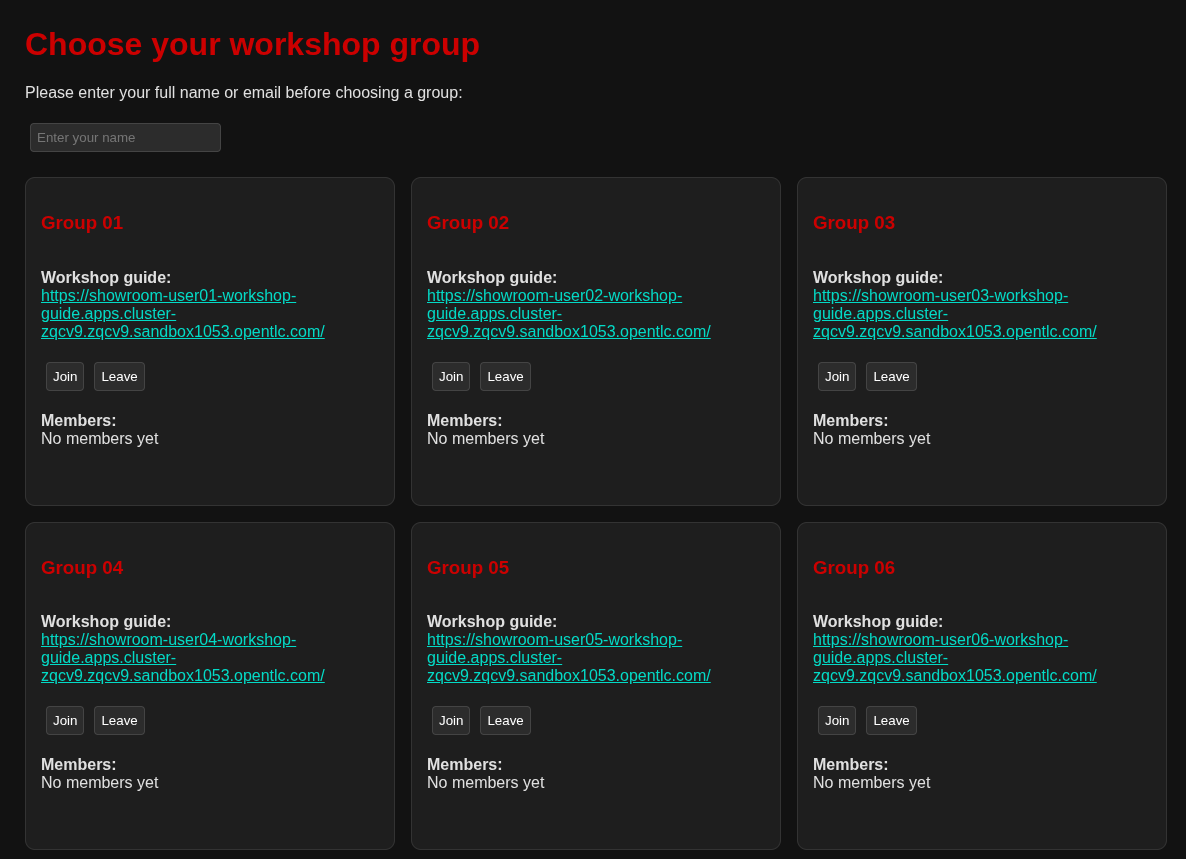 Choose your workshop group
Please enter your full name or email before choosing a group:
Enter your name
Group 01
Workshop guide:
https://showroom-user01-workshop-
guide.apps.cluster-
zqcv9.zqcv9.sandbox1053.opentlc.com/
Join Leave
Members:
No members yet
Group 02
Workshop guide:
https://showroom-user02-workshop-
guide.apps.cluster-
zqcv9.zqcv9.sandbox1053.opentlc.com/
Join Leave
Members:
No members yet
Group 03
Workshop guide:
https://showroom-user03-workshop-
guide.apps.cluster-
zqcv9.zqcv9.sandbox1053.opentlc.com/
Join Leave
Members:
No members yet
Group 04
Workshop guide:
https://showroom-user04-workshop-
guide.apps.cluster-
zqcv9.zqcv9.sandbox1053.opentlc.com/
Join Leave
Members:
No members yet
Group 05
Workshop guide:
https://showroom-user05-workshop-
guide.apps.cluster-
zqcv9.zqcv9.sandbox1053.opentlc.com/
Join Leave
Members:
No members yet
Group 06
Workshop guide:
https://showroom-user06-workshop-
guide.apps.cluster-
zqcv9.zqcv9.sandbox1053.opentlc.com/
Join Leave
Members:
No members yet